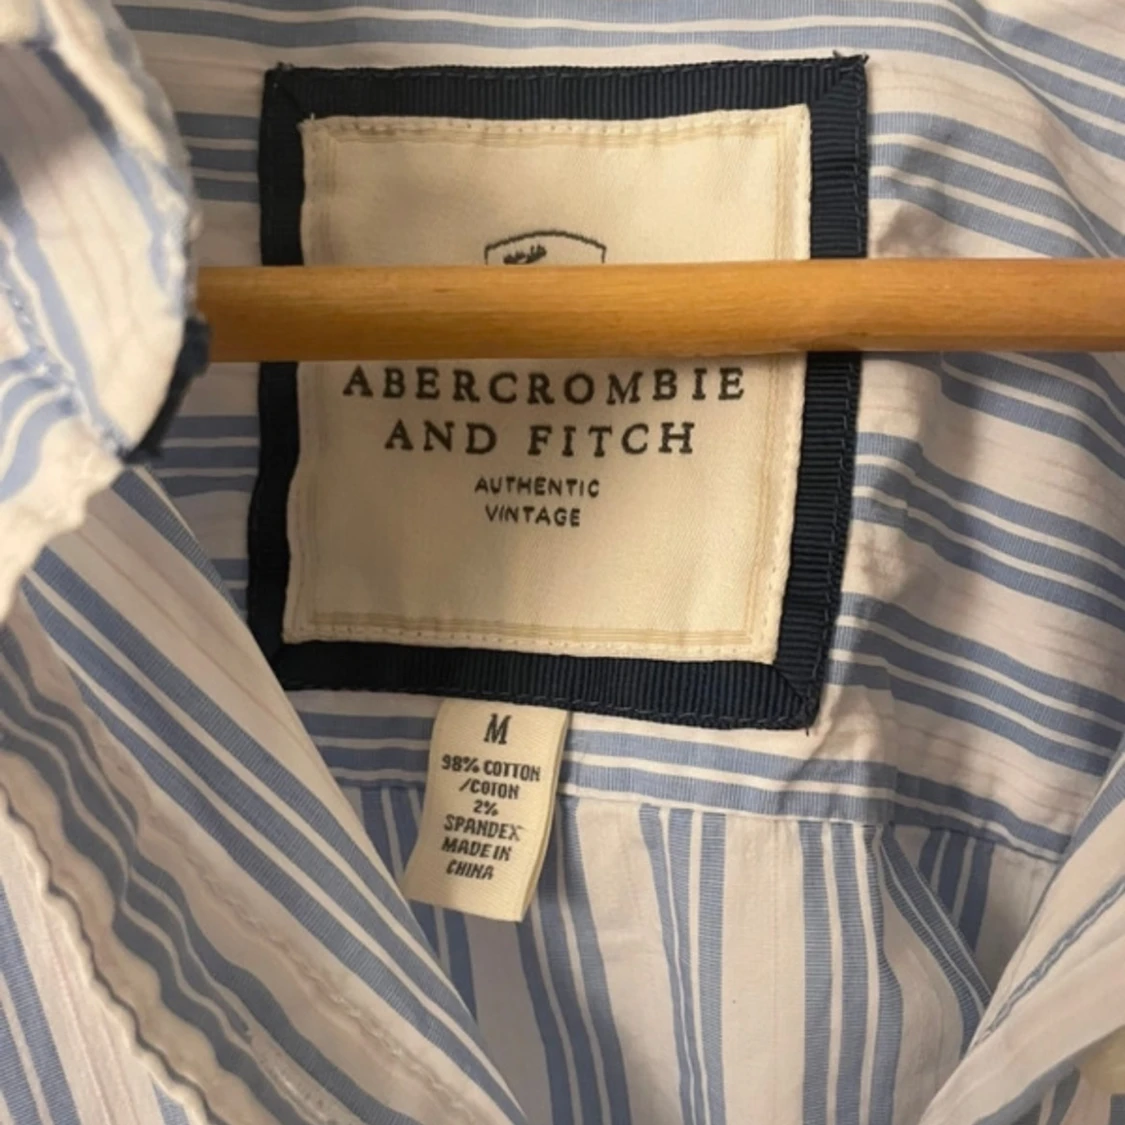 ABERCROMBIE
AND FITCH
AUTHENTIC
VINTAGE
M
98% COTTON
/COTON
2%
SPANDEX
MADE IN
CHINA